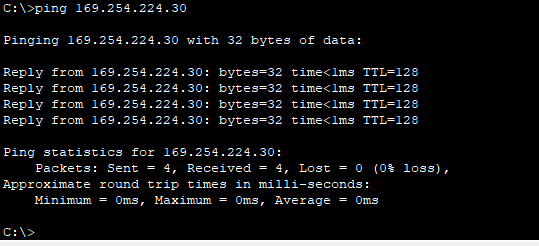 C:\>ping 169.254.224.30
Pinging 169.254.224.30 with 32 bytes of data:
Reply from 169.254.224.30: bytes=32 time<1ms TTL=128
Reply from 169.254.224.30: bytes=32 time<1ms TTL=128
Reply from 169.254.224.30: bytes=32 time<1ms TTL=128
Reply from 169.254.224.30: bytes=32 time<1ms TTL=128
Ping statistics for 169.254.224.30:
Packets: Sent = 4, Received = 4, Lost = 0 (0% loss),
Approximate round trip times in milli-seconds:
Minimum = 0ms, Maximum = 0ms, Average = 0ms
C:\>